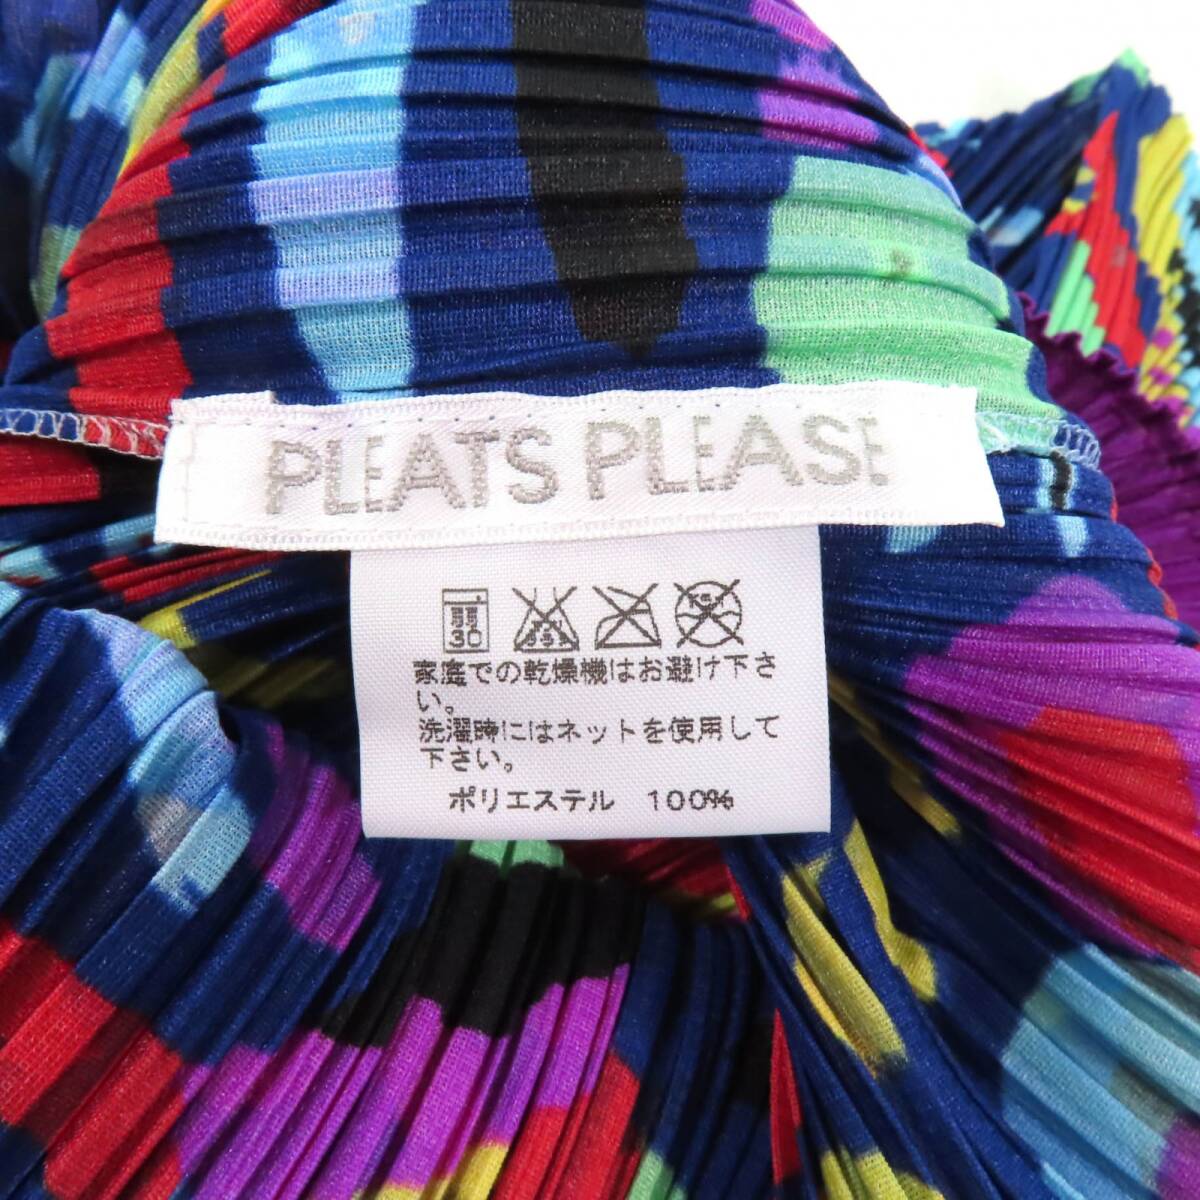 PLEATS PLEASE
弱
30
家庭での乾燥機はお避け下さ
い。
洗濯時にはネットを使用して
下さい。
ポリエステル 100%